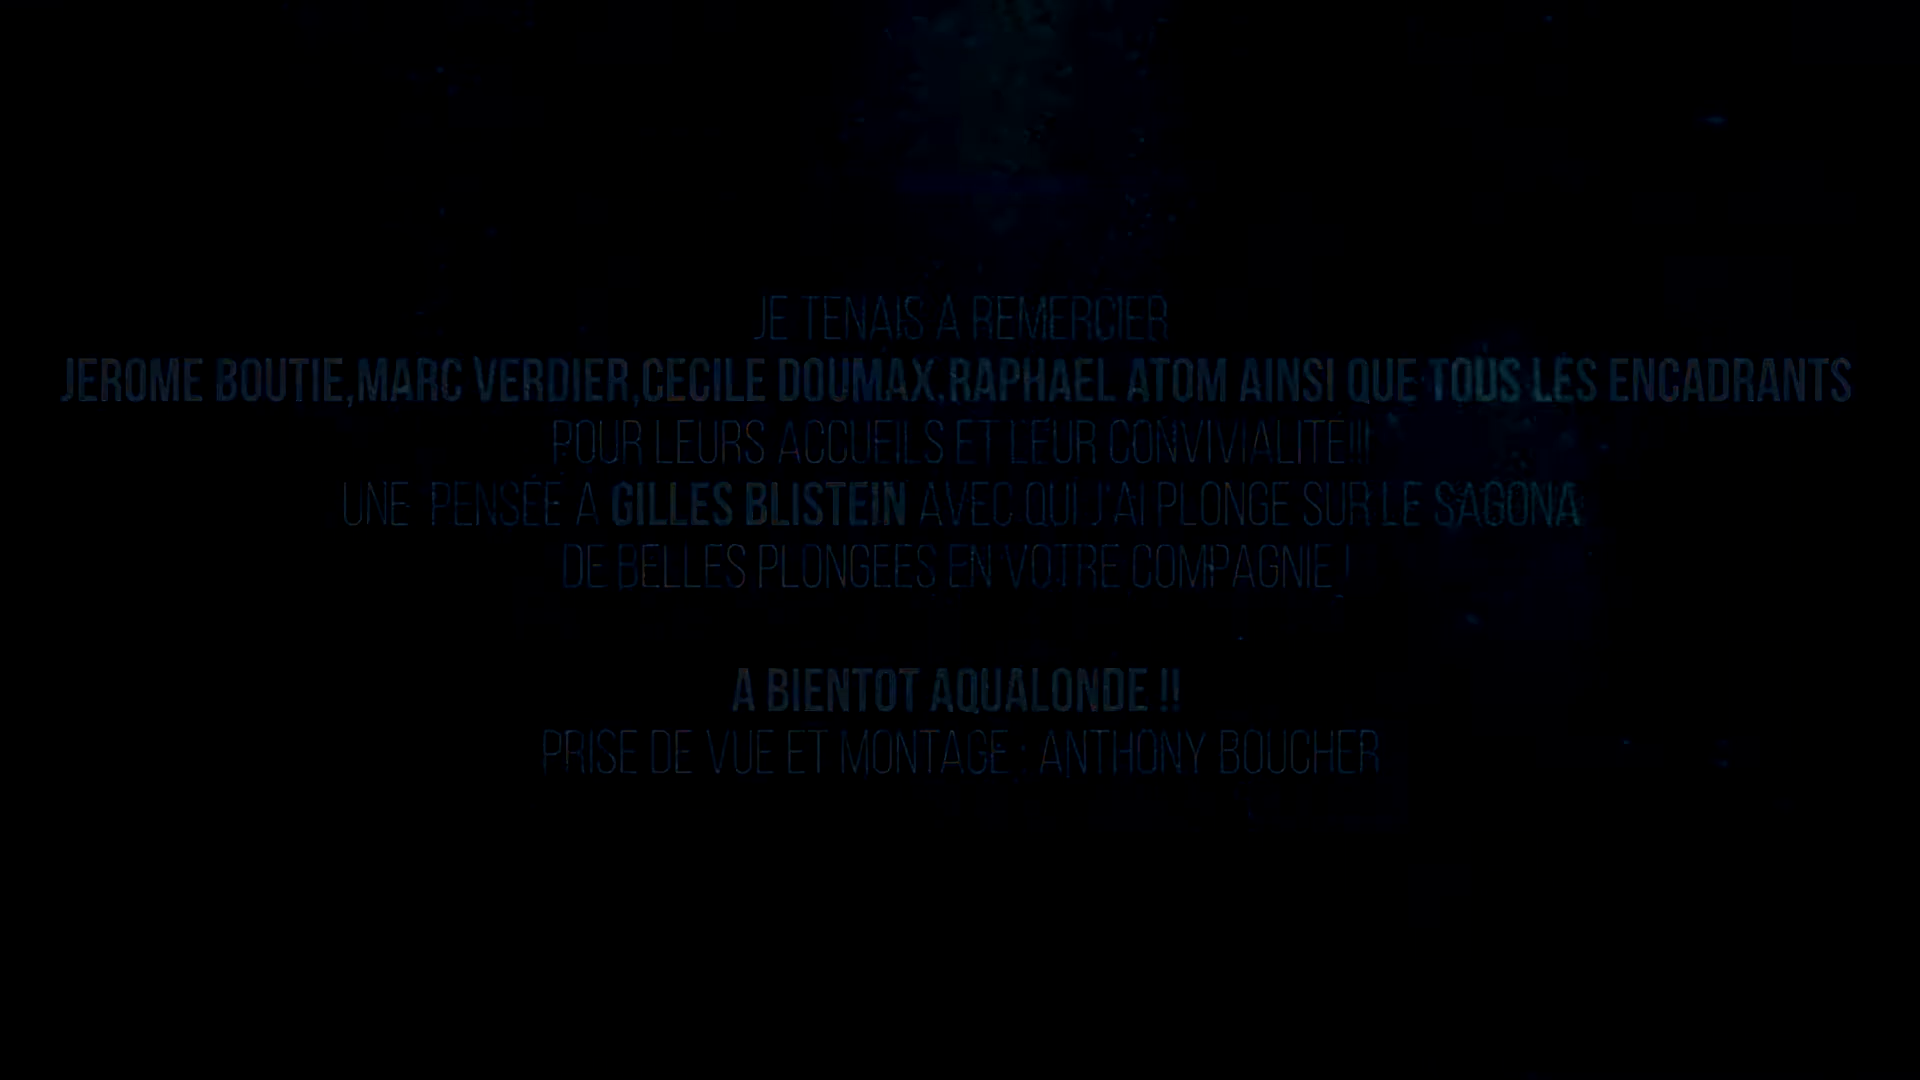 JE TENAIS A REMERCIER
JEROME BOUTIE,MARC VERDIER,CECILE DOUMAX,RAPHAEL ATOM AINSI QUE TOUS LES ENCADRANTS
POUR LEURS ACCUEILS ET LEUR CONVIVIALITE!!!
UNE PENSÉE A GILLES BLISTEIN AVEC QUI J'AI PLONGE SUR LE SAGONA
DE BELLES PLONGEES EN VOTRE COMPAGNIE !
A BIENTOT AQUALONDE !!
PRISE DE VUE ET MONTAGE : ANTHONY BOUCHER